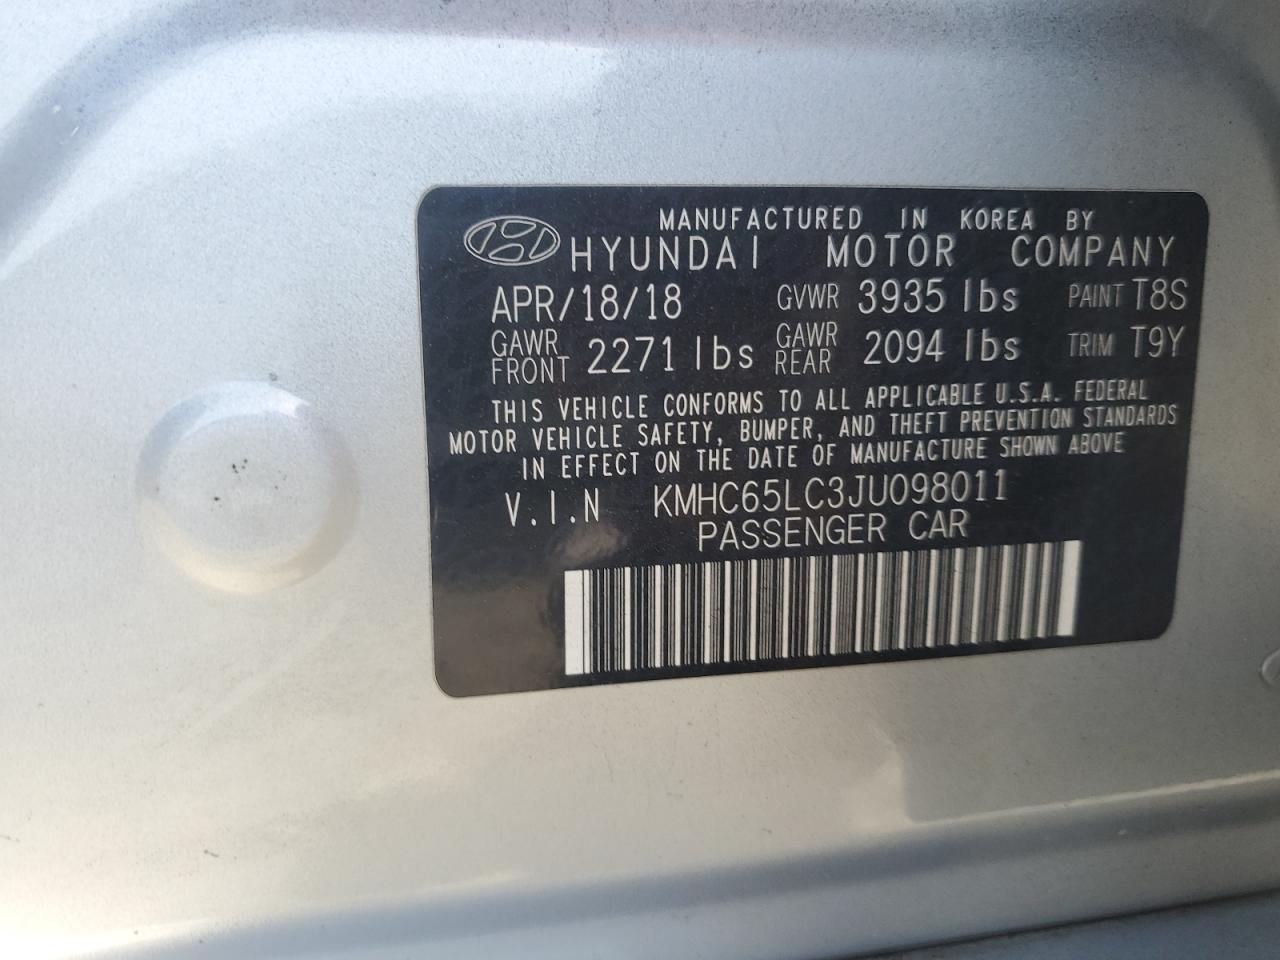 MANUFACTURED IN KOREA BY
HYUNDAI MOTOR COMPANY
APR/18/18 GVWR 3935 lbs PAINT T8S
GAWR FRONT 2271 lbs GAWR REAR 2094 lbs TRIM T9Y
THIS VEHICLE CONFORMS TO ALL APPLICABLE U.S.A. FEDERAL
MOTOR VEHICLE SAFETY, BUMPER, AND THEFT PREVENTION STANDARDS
IN EFFECT ON THE DATE OF MANUFACTURE SHOWN ABOVE
V.I.N KMHC65LC3JU098011
PASSENGER CAR